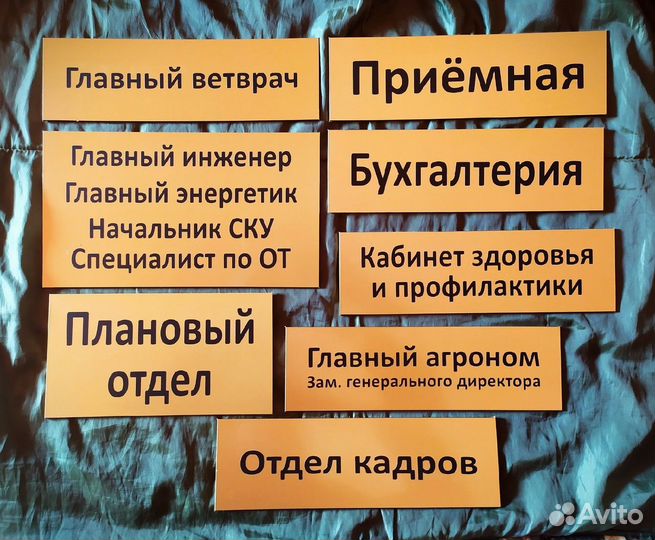 Главный ветврач
Приёмная
Главный инженер
Главный энергетик
Начальник СКУ
Специалист по ОТ
Бухгалтерия
Кабинет здоровья
и профилактики
Плановый
отдел
Главный агроном
Зам. генерального директора
Отдел кадров
Avito